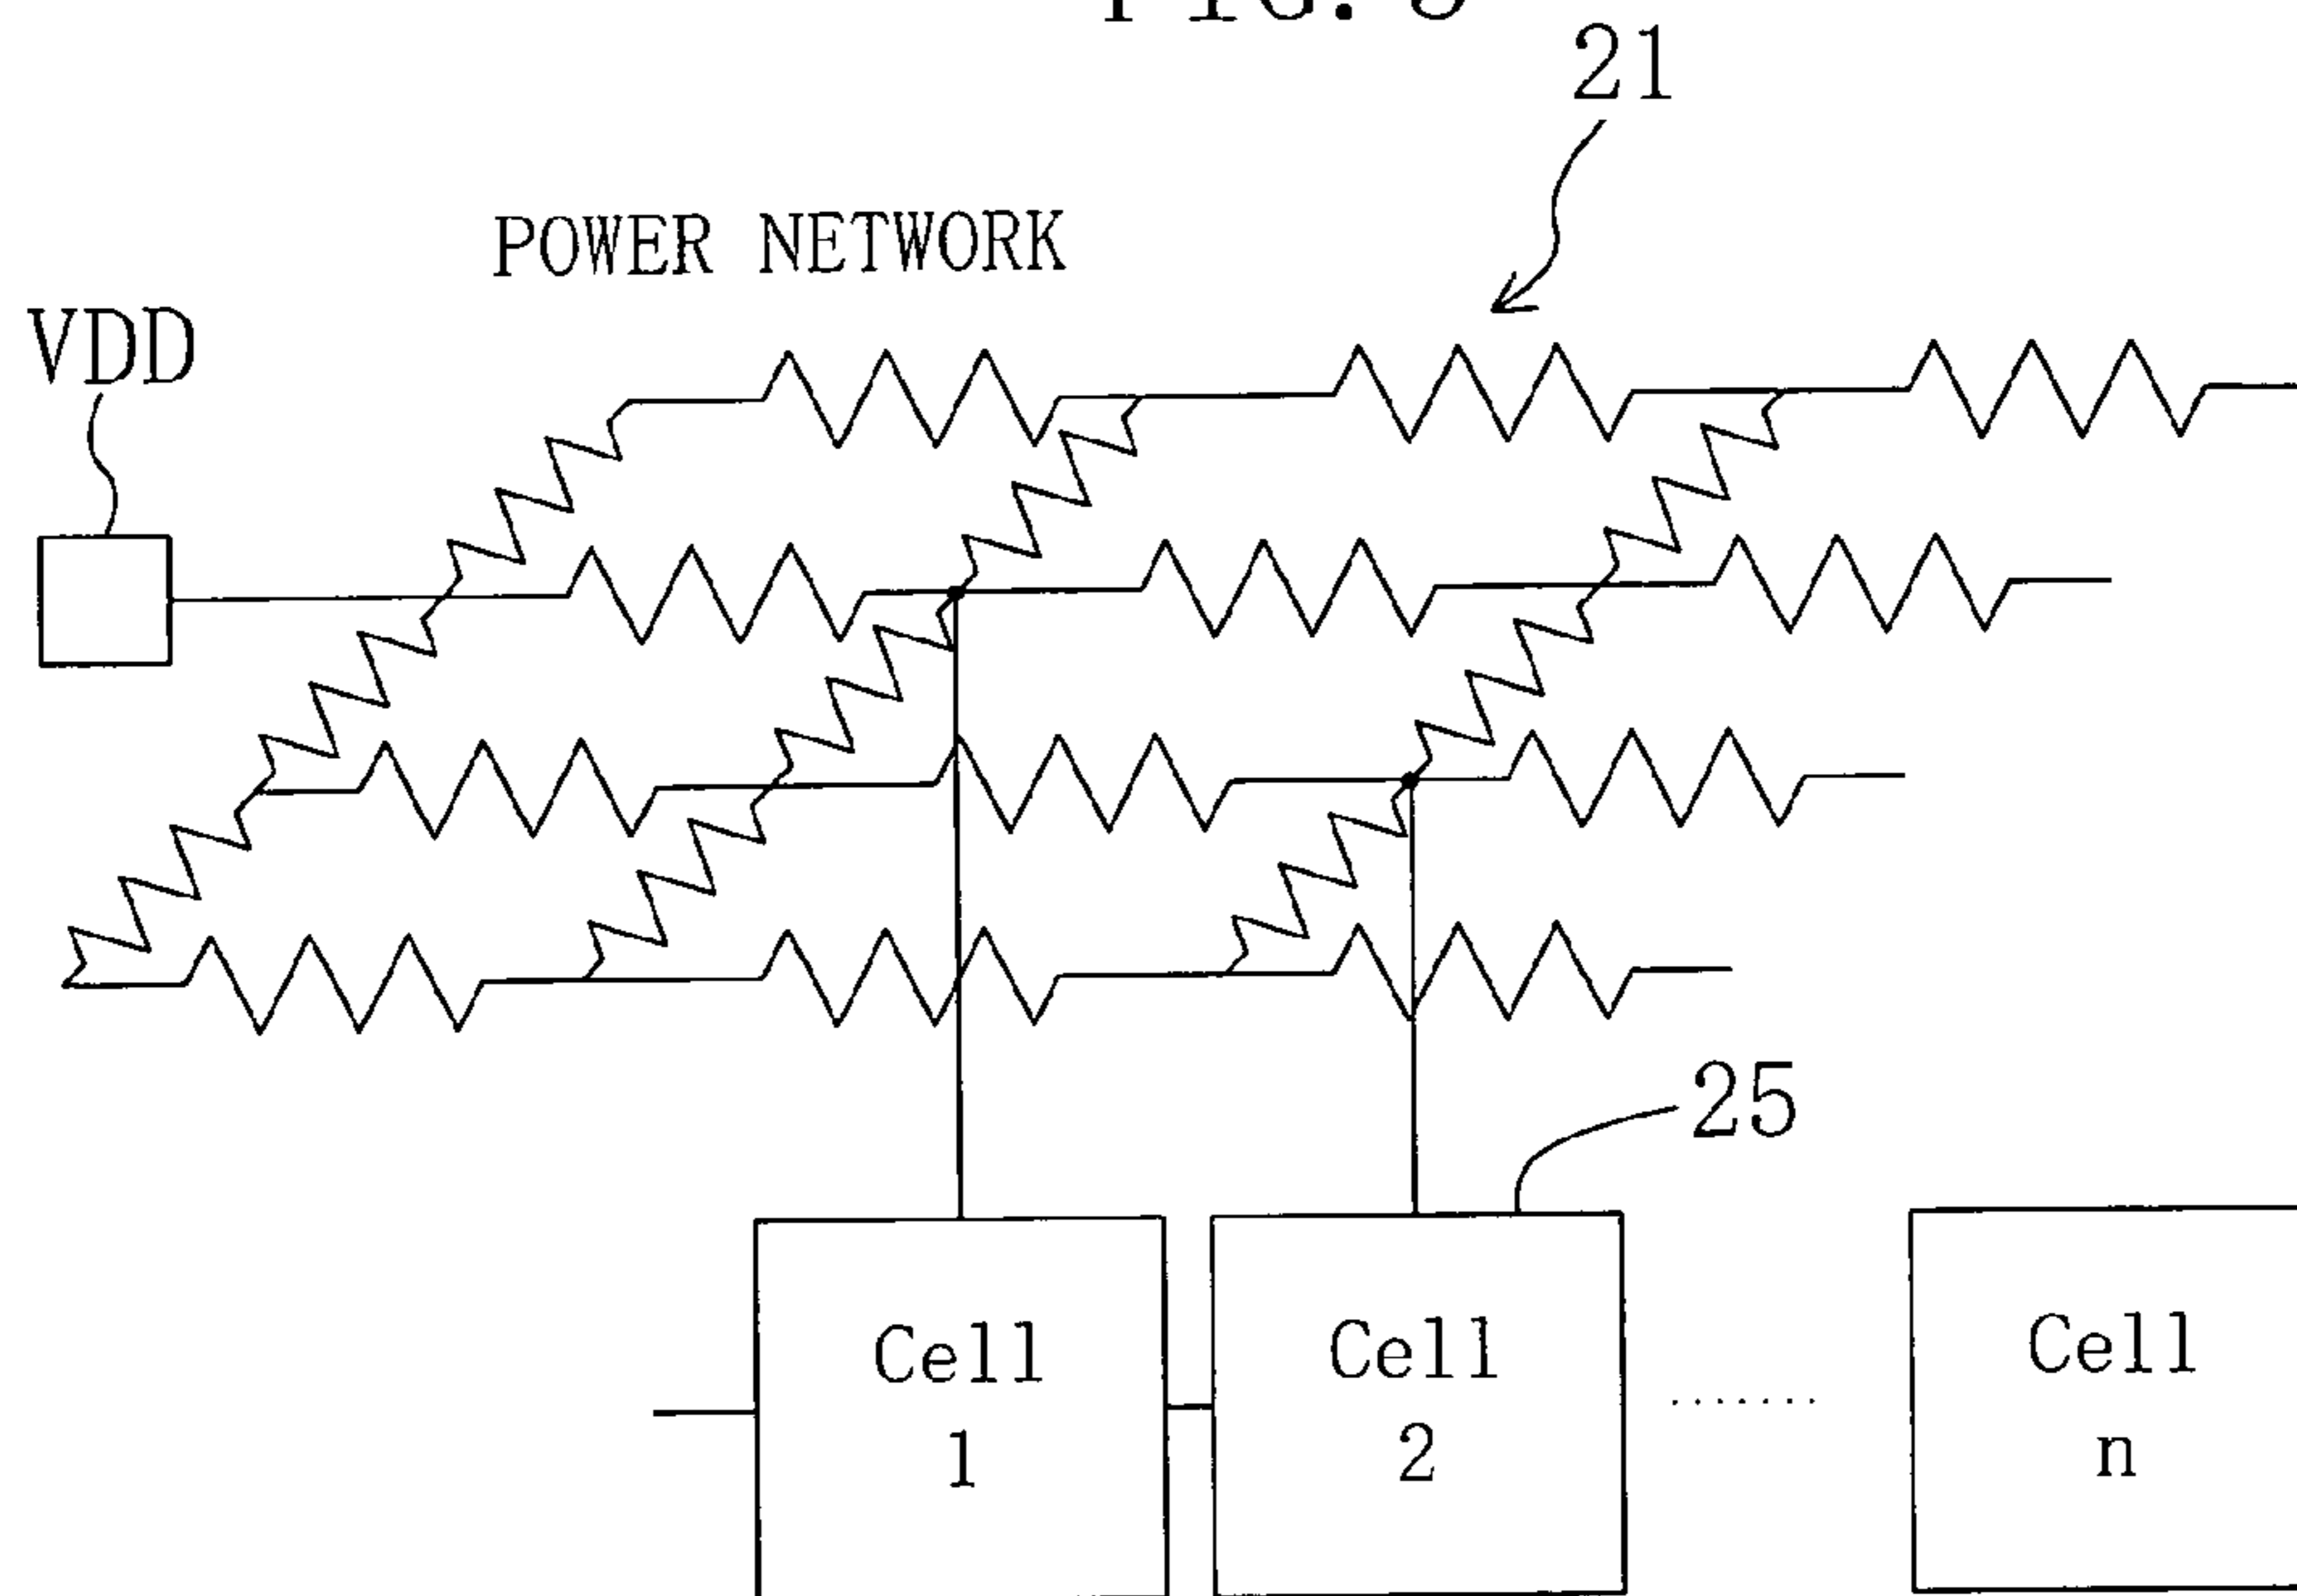 21
POWER NETWORK
VDD
25
Cell
1
Cell
2
.......
Cell
n